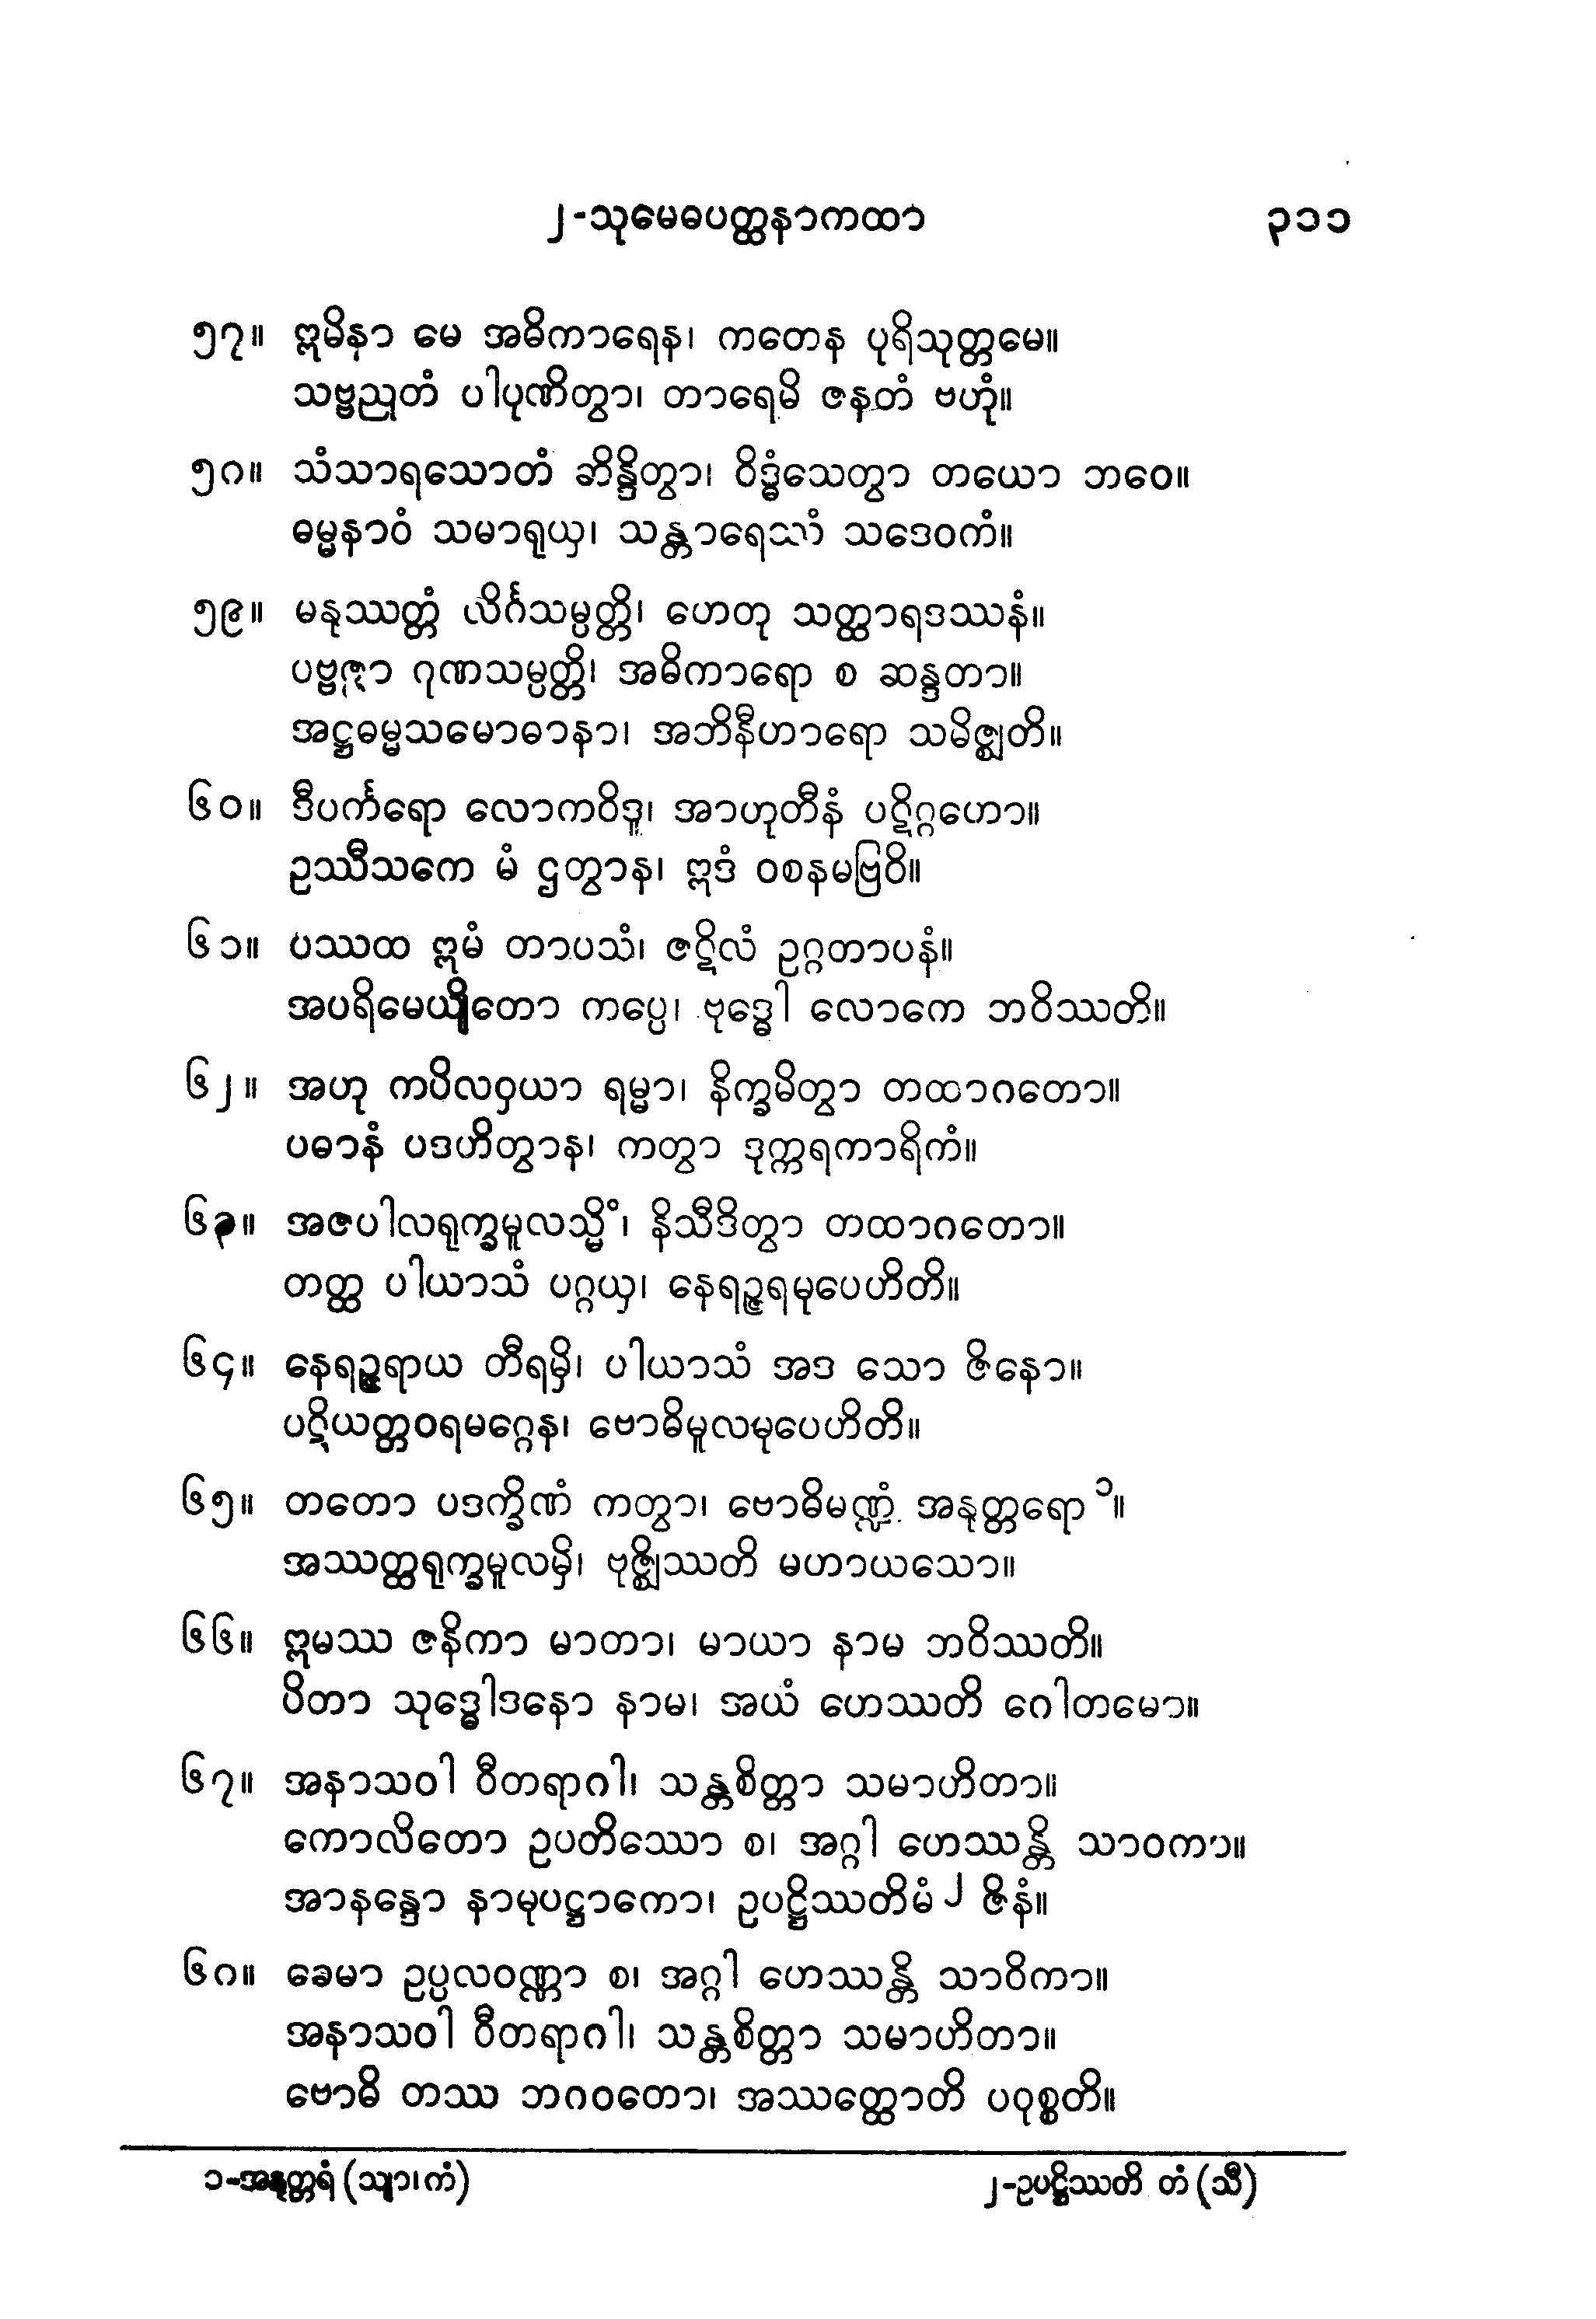 ၂-သုမေဓပတ္ထနာကထာ ၃၁၁
၅၇။ ဣမိနာ မေ အဓိကာရေန၊ ကတေန ပုရိသုတ္တမေ။
သဗ္ဗညုတံ ပါပုဏိတွာ၊ တာရေမိ ဇနတံ ဗဟုံ။
၅၈။ သံသာရသောတံ ဆိန္ဒိတွာ၊ ဝိဒ္ဓံသေတွာ တယော ဘဝေ။
ဓမ္မနာဝံ သမာရုယှ၊ သန္တာရေဿံ သဒေဝကံ။
၅၉။ မနုဿတ္တံ လိင်္ဂသမ္ပတ္တိ၊ ဟေတု သတ္ထာရဒဿနံ။
ပဗ္ဗဇ္ဇာ ဂုဏသမ္ပတ္တိ၊ အဓိကာရော စ ဆန္ဒတာ။
အဋ္ဌဓမ္မသမောဓာနာ၊ အဘိနီဟာရော သမိဇ္ဈတိ။
၆၀။ ဒီပင်္ကရော လောကဝိဒူ၊ အာဟုတီနံ ပဋိဂ္ဂဟော။
ဥဿီသကေ မံ ဌတွာန၊ ဣဒံ ဝစနမဗြဝိ။
၆၁။ ပဿထ ဣမံ တာပသံ၊ ဇဋိလံ ဥဂ္ဂတာပနံ။
အပရိမေယျိတော ကပ္ပေ၊ ဗုဒ္ဓေါ လောကေ ဘဝိဿတိ။
၆၂။ အဟု ကပိလဝှယာ ရမ္မာ၊ နိက္ခမိတွာ တထာဂတော။
ပဓာနံ ပဒဟိတွာန၊ ကတွာ ဒုက္ကရကာရိကံ။
၆၃။ အဇပါလရုက္ခမူလသ္မိံ၊ နိသီဒိတွာ တထာဂတော။
တတ္ထ ပါယာသံ ပဂ္ဂယှ၊ နေရဉ္ဇရမုပေဟိတိ။
၆၄။ နေရဉ္ဇရာယ တီရမှိ၊ ပါယာသံ အဒ သော ဇိနော။
ပဋိယတ္တဝရမဂ္ဂေန၊ ဗောဓိမူလမုပေဟိတိ။
၆၅။ တတော ပဒက္ခိဏံ ကတွာ၊ ဗောဓိမဏ္ဍံ အနုတ္တရော ၁။
အဿတ္ထရုက္ခမူလမှိ၊ ဗုဇ္ဈိဿတိ မဟာယသော။
၆၆။ ဣမဿ ဇနိကာ မာတာ၊ မာယာ နာမ ဘဝိဿတိ။
ပိတာ သုဒ္ဓေါဒနော နာမ၊ အယံ ဟေဿတိ ဂေါတမော။
၆၇။ အနာသဝါ ဝီတရာဂါ၊ သန္တစိတ္တာ သမာဟိတာ။
ကောလိတော ဥပတိဿော စ၊ အဂ္ဂါ ဟေဿန္တိ သာဝကာ။
အာနန္ဒော နာမုပဋ္ဌာကော၊ ဥပဋ္ဌိဿတိမံ ၂ ဇိနံ။
၆၈။ ခေမာ ဥပ္ပလဝဏ္ဏာ စ၊ အဂ္ဂါ ဟေဿန္တိ သာဝိကာ။
အနာသဝါ ဝီတရာဂါ၊ သန္တစိတ္တာ သမာဟိတာ။
ဗောဓိ တဿ ဘဂဝတော၊ အဿတ္ထောတိ ပဝုစ္စတိ။
၁-အနုတ္တရံ (သျာ၊ကံ) ၂-ဥပဋ္ဌိဿတိ တံ (သီ)